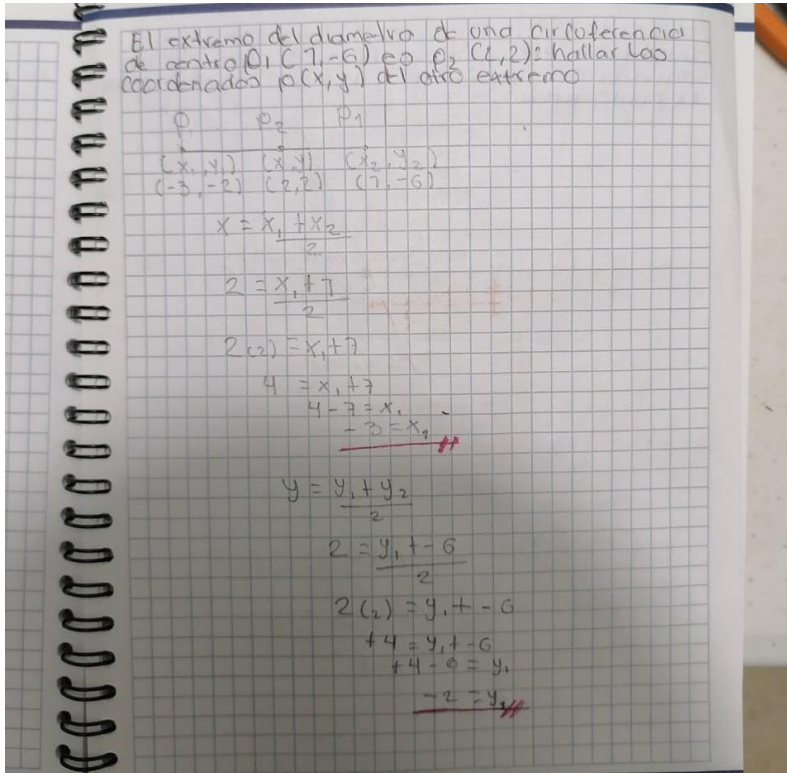 El extremo del diametro de una circuferencia
de centro P₁ (7,-6) es P₂ (2,2): hallar las
coordenadas P(x,y) del otro extremo
P P₂ P₁
(x₁,y₁) (x,y) (x₂,y₂)
(-3,-2) (2,2) (7,-6)
x = x₁ + x₂
2
2 = x₁ + 7
2
2(2) = x₁ + 7
4 = x₁ + 7
4 - 7 = x₁
- 3 = x₁
y = y₁ + y₂
2
2 = y₁ + - 6
2
2(2) = y₁ + - 6
+4 = y₁ + - 6
+4 - 6 = y₁
-2 = y₁